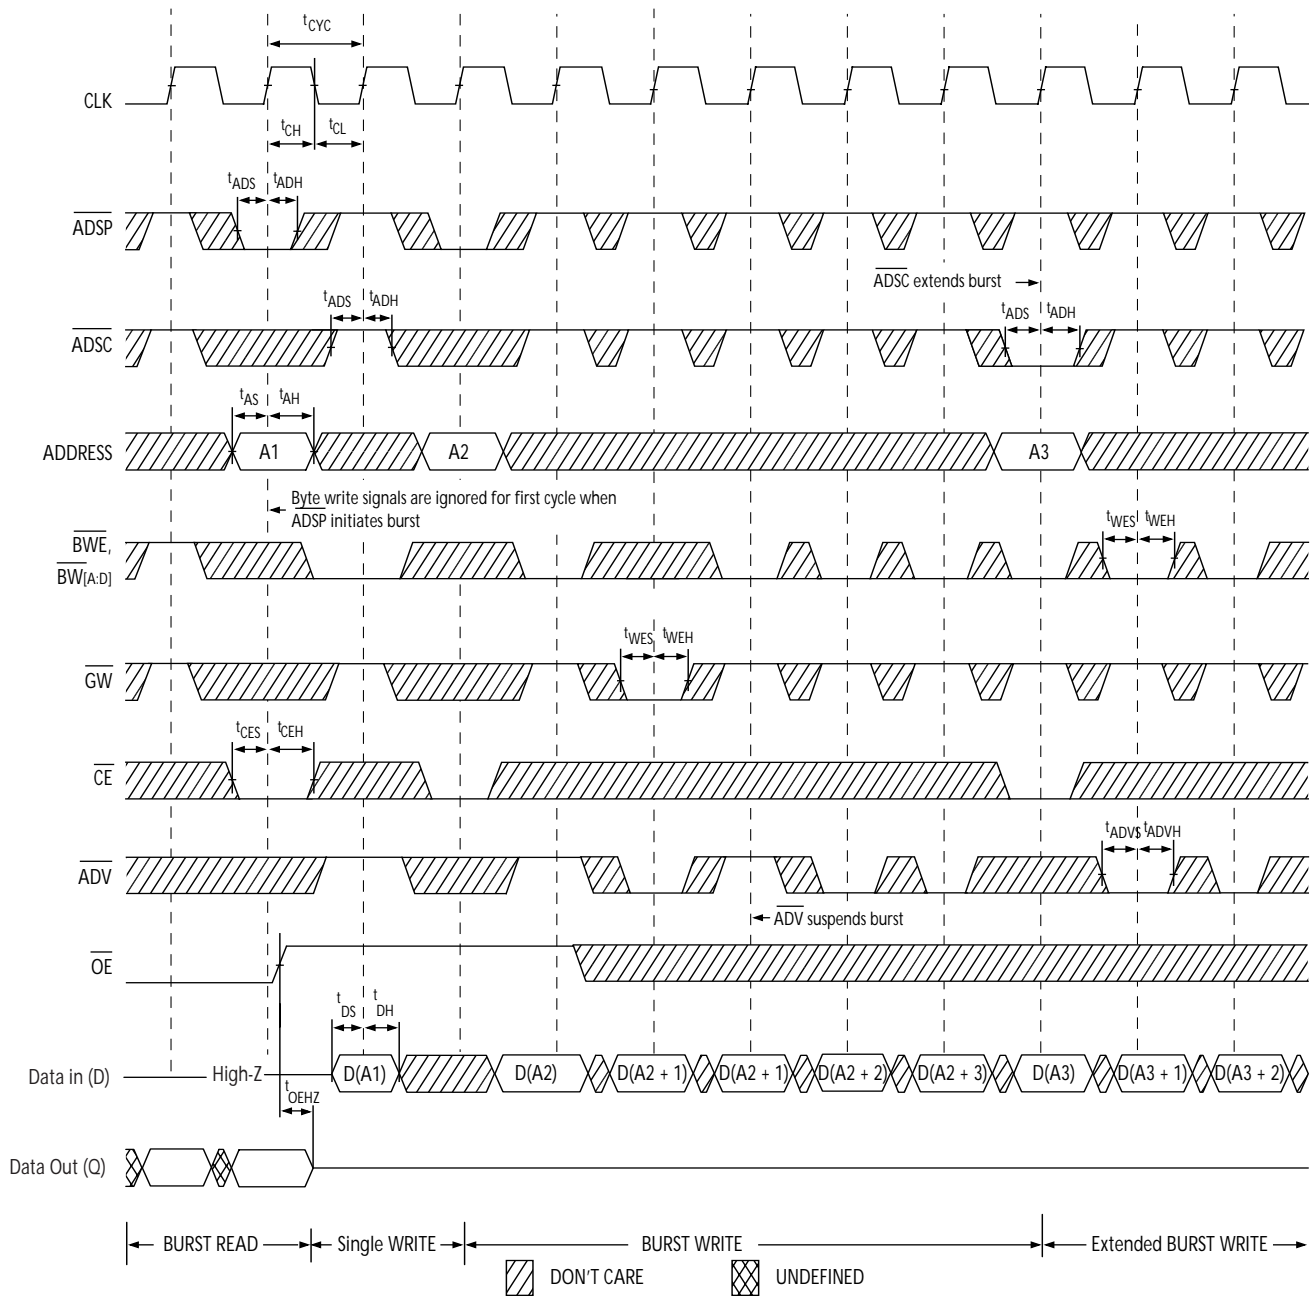 tCYC
CLK
tCH
tCL
tADS
tADH
ADSP
ADSC extends burst
tADS
tADH
tADS
tADH
ADSC
tAS
tAH
ADDRESS
A1
A2
A3
Byte write signals are ignored for first cycle when
ADSP initiates burst
tWES
tWEH
BWE,
BW[A:D]
tWES
tWEH
GW
tCES
tCEH
CE
tADVS
tADVH
ADV
ADV suspends burst
OE
tDS
tDH
Data in (D)
High-Z
D(A1)
D(A2)
D(A2 + 1)
D(A2 + 1)
D(A2 + 2)
D(A2 + 3)
D(A3)
D(A3 + 1)
D(A3 + 2)
tOEHZ
Data Out (Q)
BURST READ
Single WRITE
BURST WRITE
Extended BURST WRITE
DON'T CARE
UNDEFINED